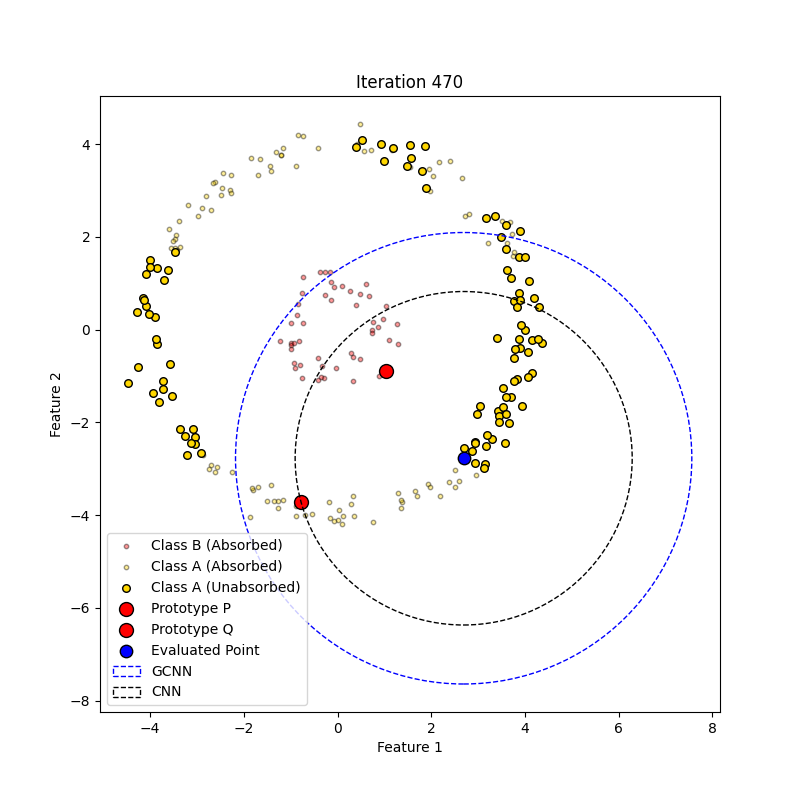 Iteration 470
Feature 2
4
2
0
−2
−4
−6
−8
Class B (Absorbed)
Class A (Absorbed)
Class A (Unabsorbed)
Prototype P
Prototype Q
Evaluated Point
GCNN
CNN
−4
−2
0
2
4
6
8
Feature 1